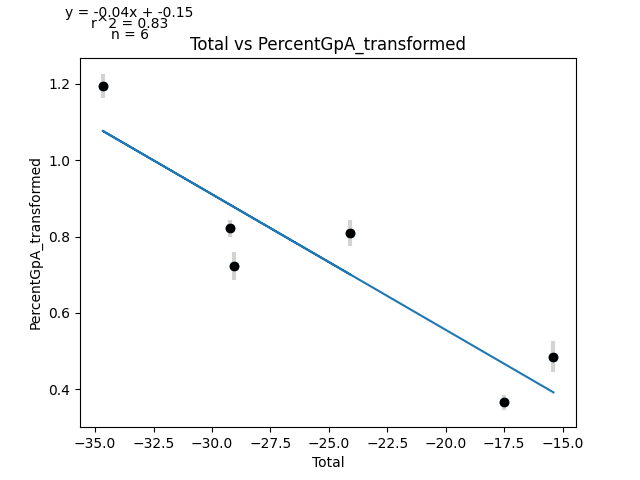 y = -0.04x + -0.15
r^2 = 0.83
n = 6
Total vs PercentGpA_transformed
PercentGpA_transformed
1.2
1.0
0.8
0.6
0.4
−35.0 −32.5 −30.0 −27.5 −25.0 −22.5 −20.0 −17.5 −15.0
Total